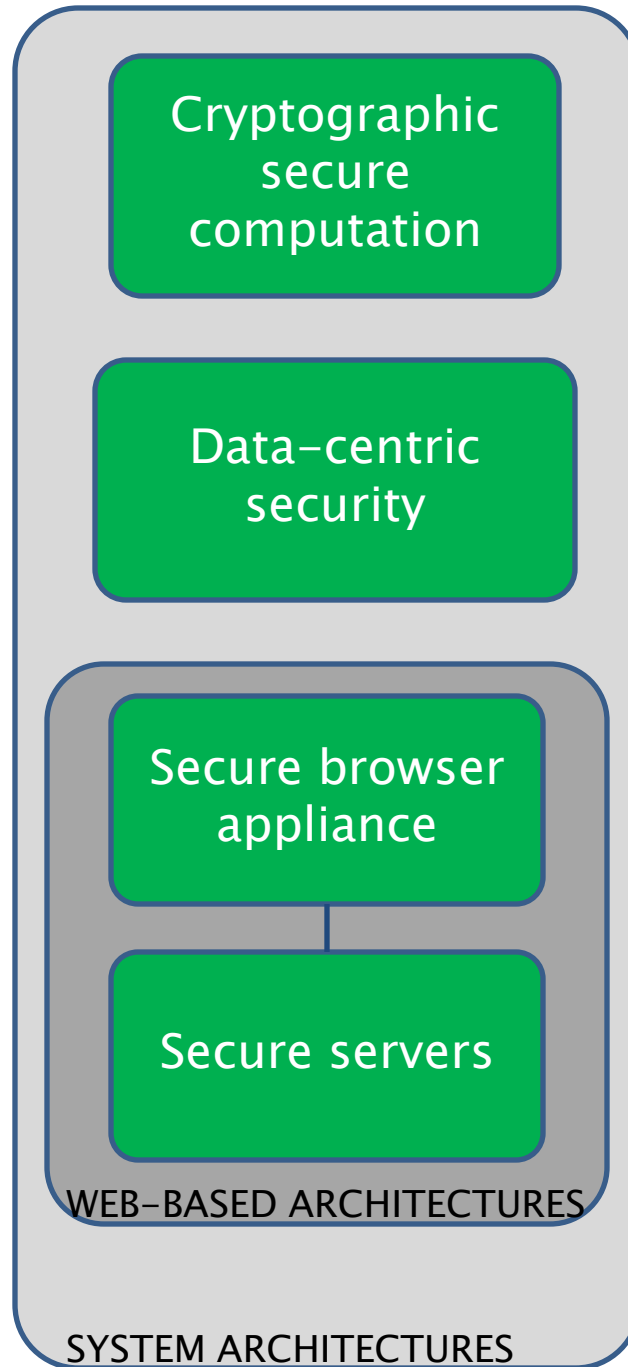 Cryptographic
secure
computation
Data-centric
security
Secure browser
appliance
Secure servers
WEB-BASED ARCHITECTURES
SYSTEM ARCHITECTURES